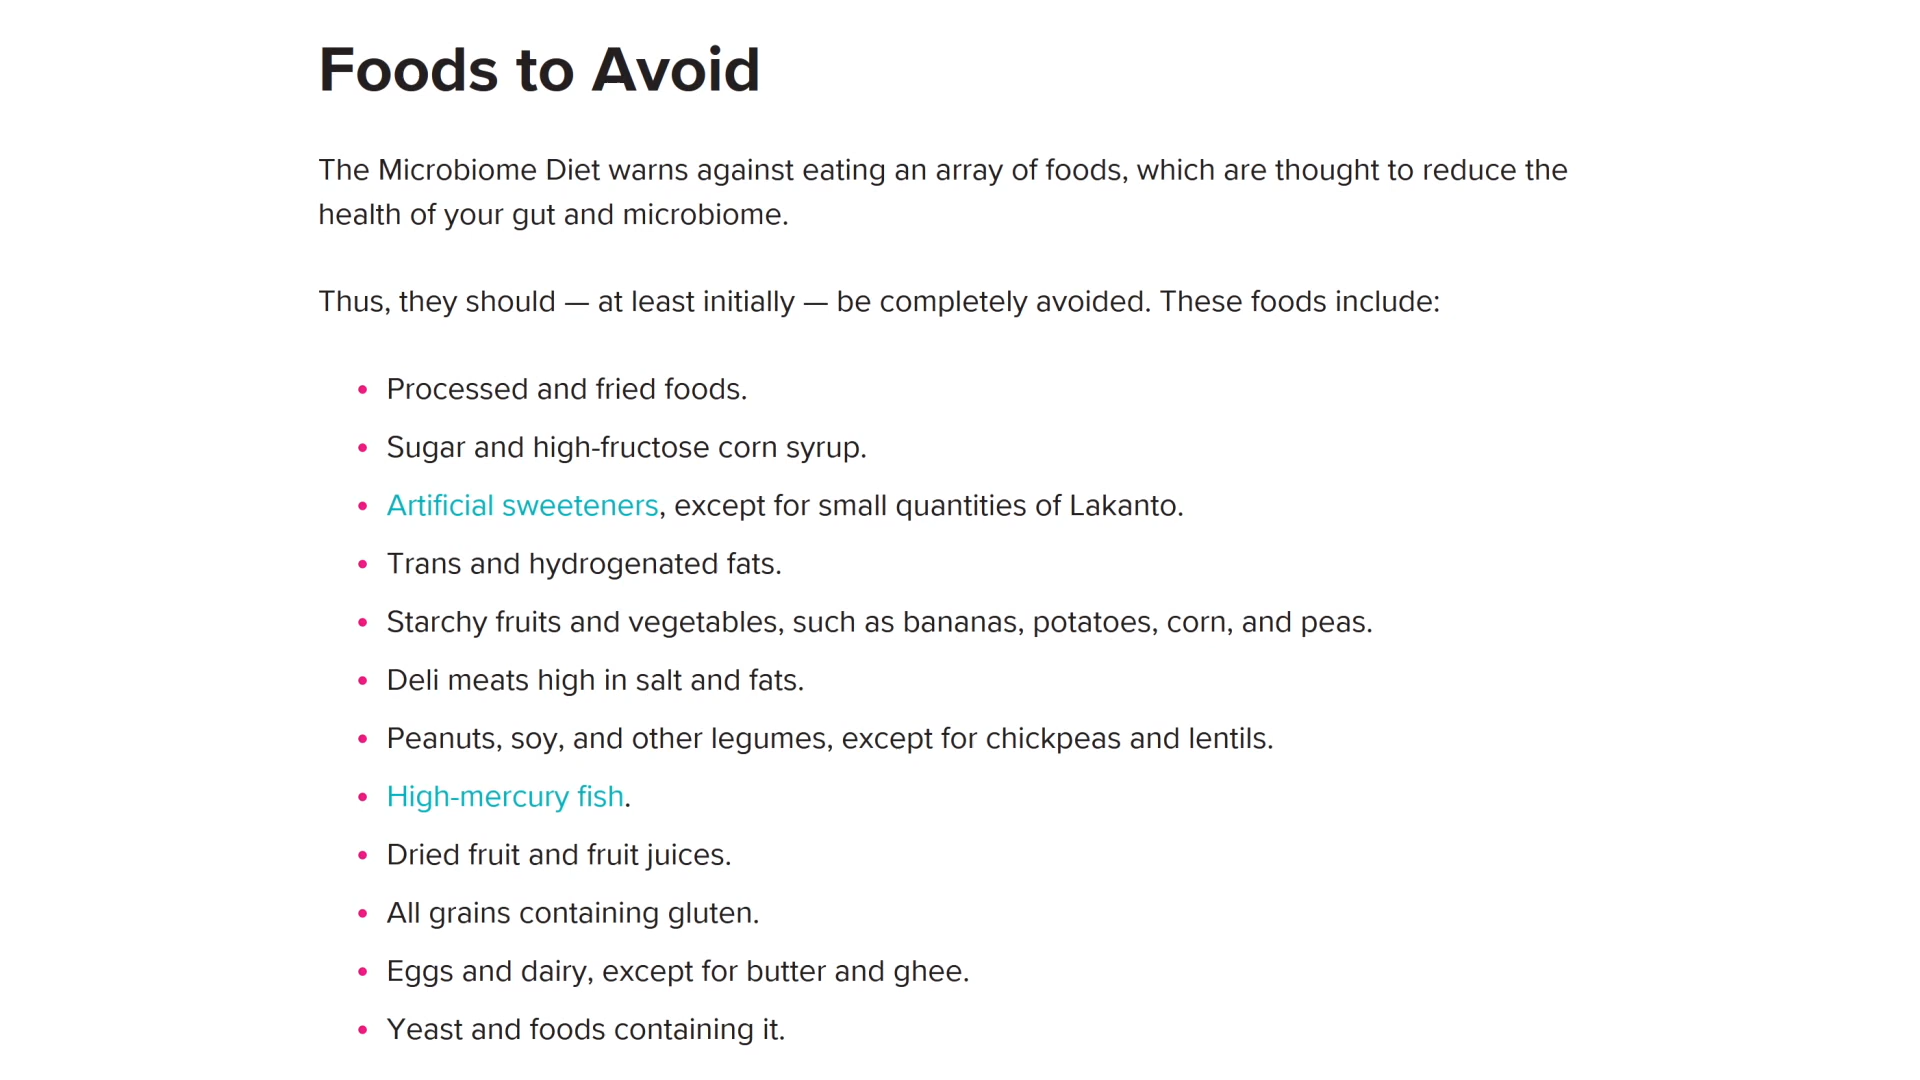 Foods to Avoid
The Microbiome Diet warns against eating an array of foods, which are thought to reduce the
health of your gut and microbiome.
Thus, they should — at least initially — be completely avoided. These foods include:
• Processed and fried foods.
• Sugar and high-fructose corn syrup.
• Artificial sweeteners, except for small quantities of Lakanto.
• Trans and hydrogenated fats.
• Starchy fruits and vegetables, such as bananas, potatoes, corn, and peas.
• Deli meats high in salt and fats.
• Peanuts, soy, and other legumes, except for chickpeas and lentils.
• High-mercury fish.
• Dried fruit and fruit juices.
• All grains containing gluten.
• Eggs and dairy, except for butter and ghee.
• Yeast and foods containing it.